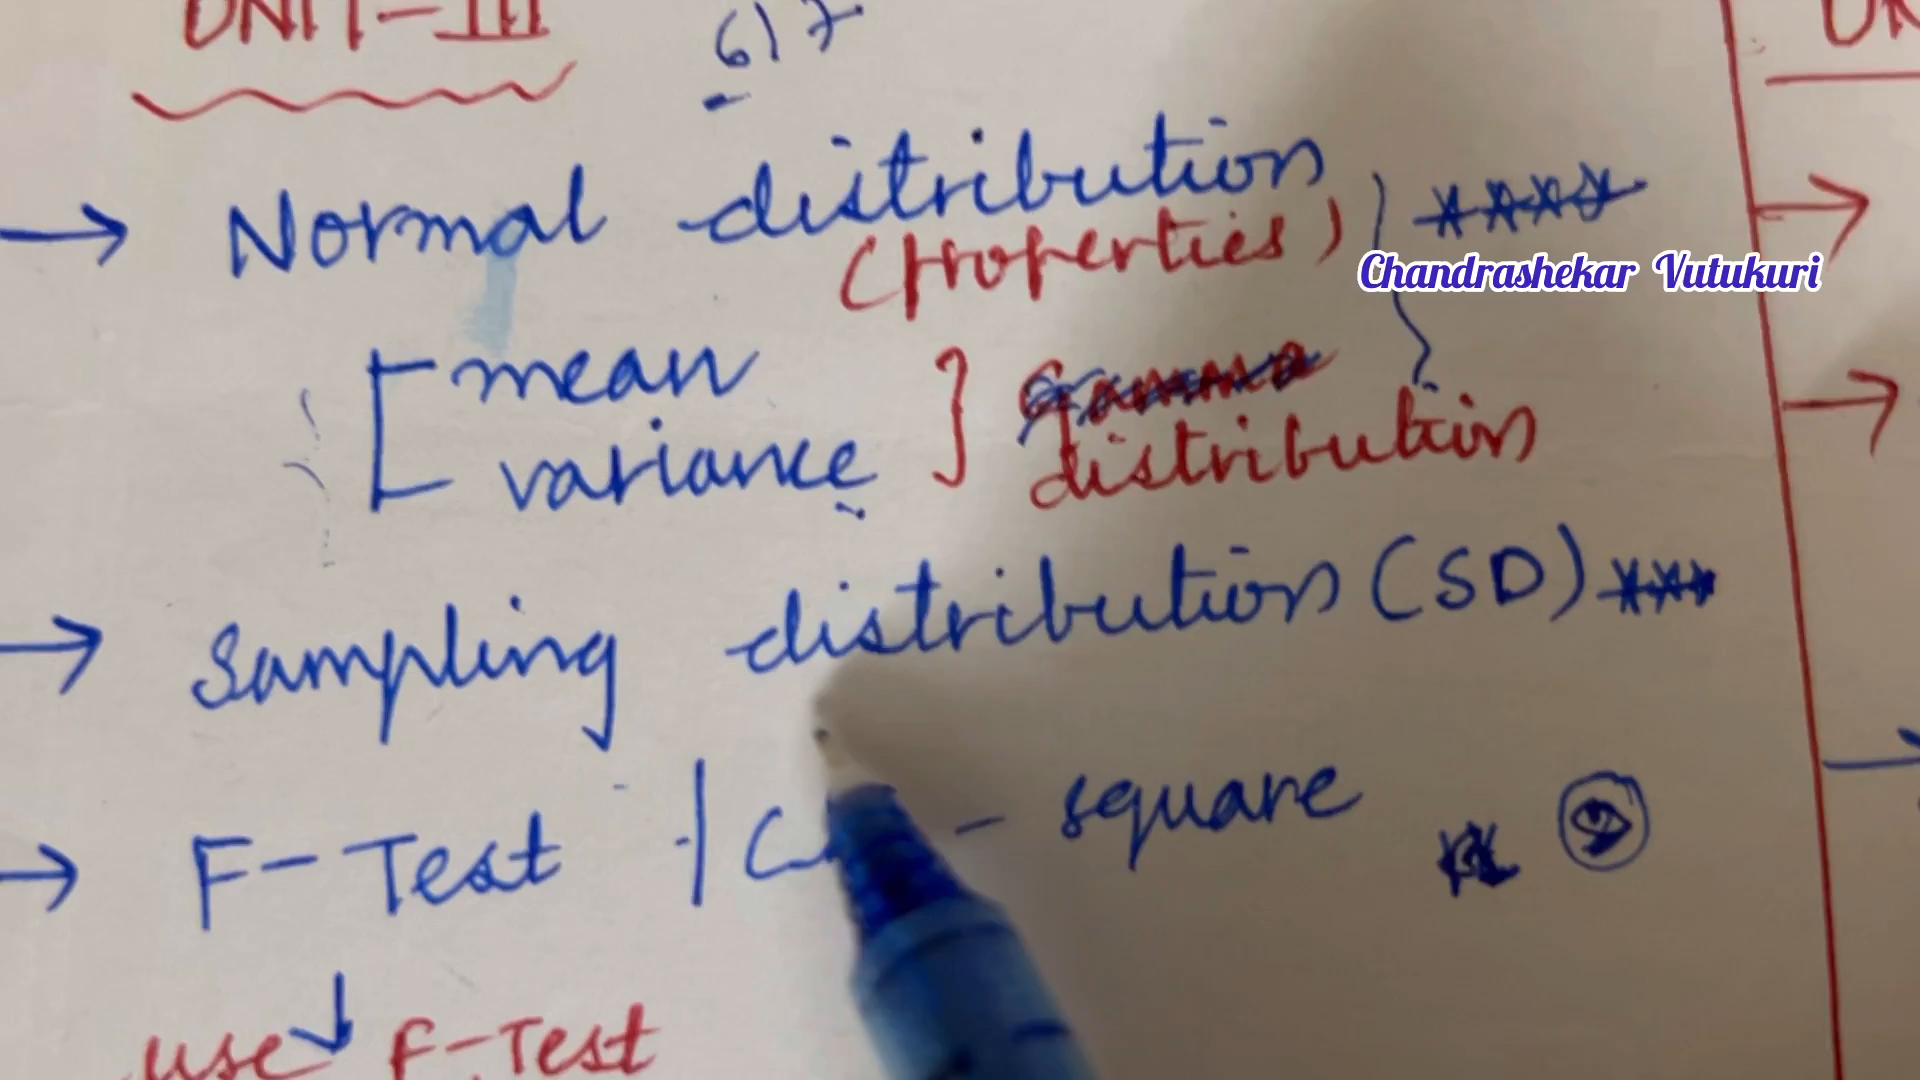 UNIT-III
6/7
→ Normal distribution ****
(Properties)
Chandrashekar Vutukuri
[mean
variance] Gamma distribution
→ Sampling distribution (SD) ***
→ F-Test / - square
use F-Test